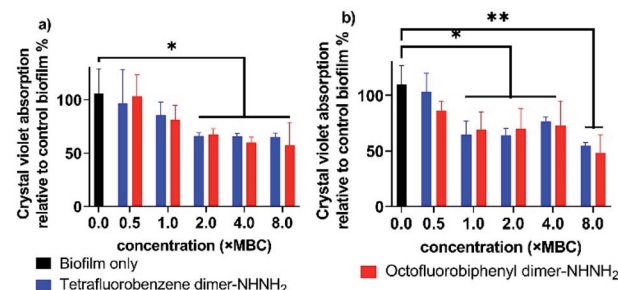 a)
*
Crystal violet absorption
relative to control biofilm %
100
50
0
0.0 0.5 1.0 2.0 4.0 8.0
concentration (×MBC)
b)
**
*
Crystal violet absorption
relative to control biofilm %
100
50
0
0.0 0.5 1.0 2.0 4.0 8.0
concentration (×MBC)
Biofilm only
Tetrafluorobenzene dimer-NHNH₂
Octofluorobiphenyl dimer-NHNH₂